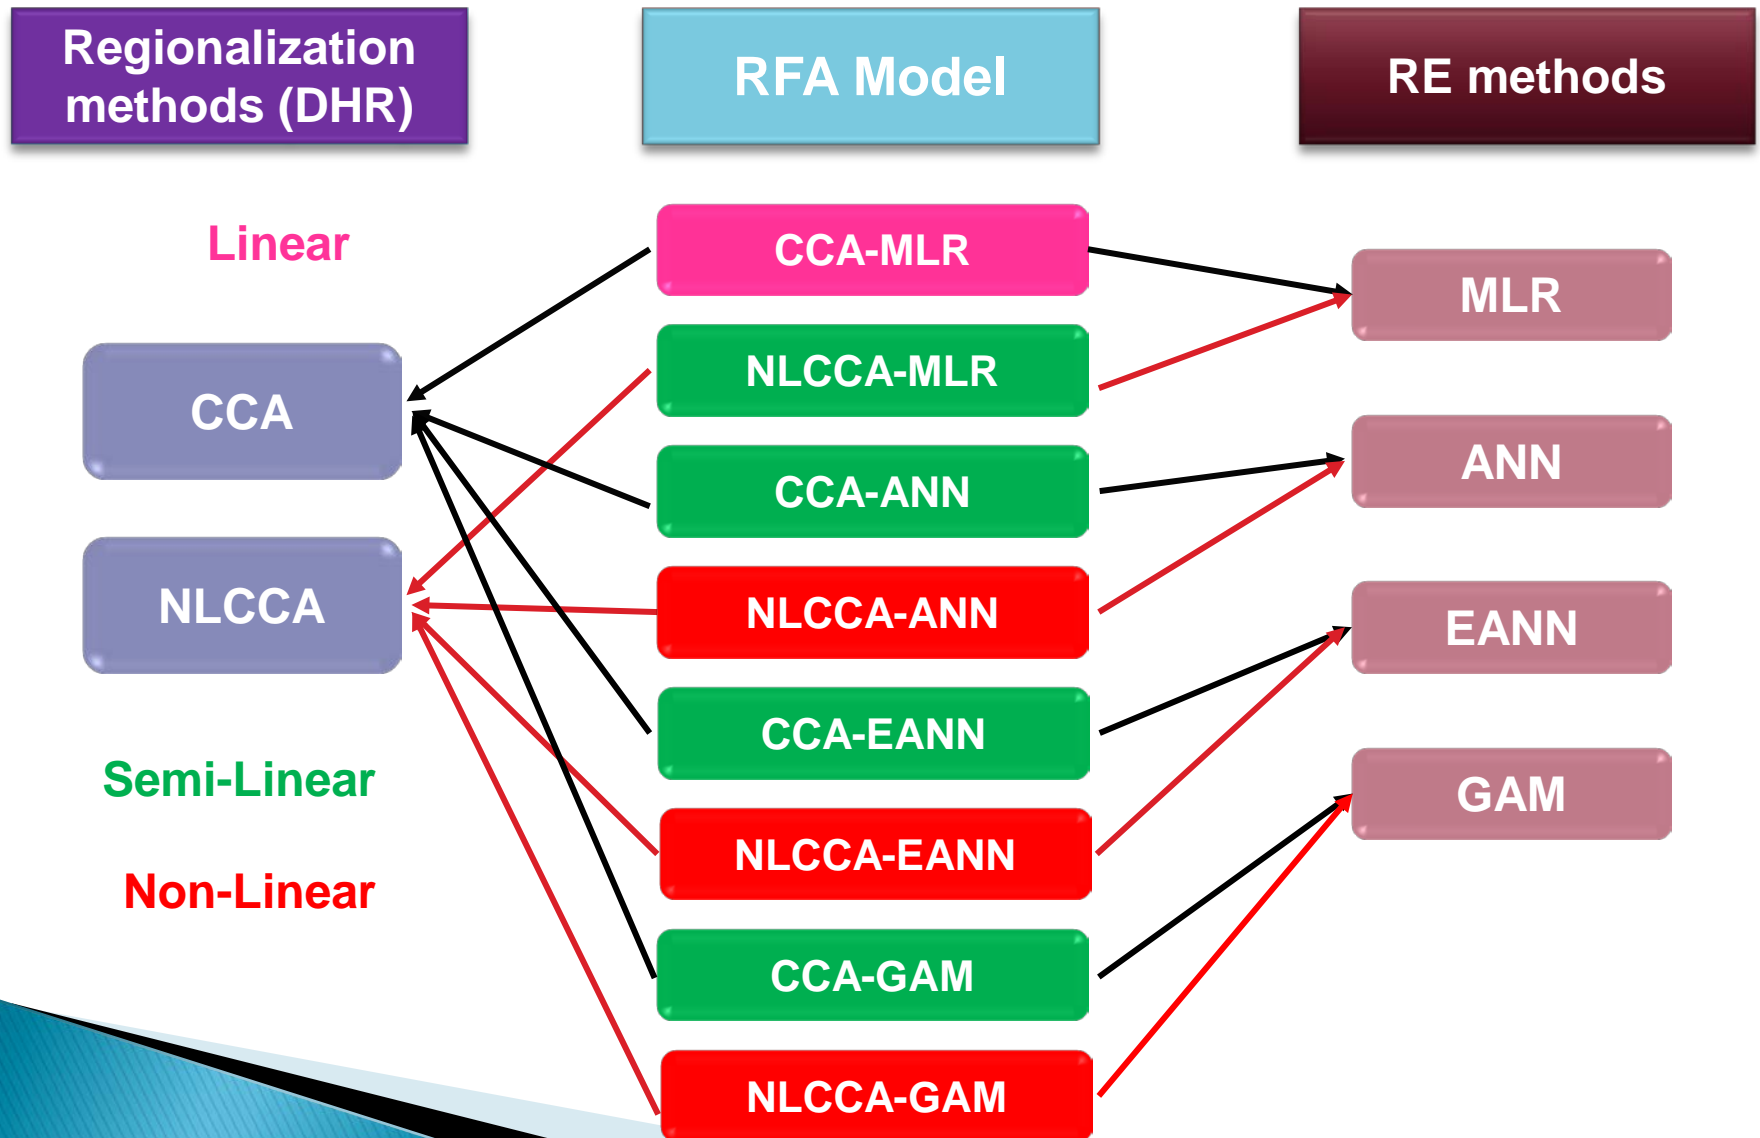 Regionalization
methods (DHR)
RFA Model
RE methods
Linear
CCA
NLCCA
Semi-Linear
Non-Linear
CCA-MLR
NLCCA-MLR
CCA-ANN
NLCCA-ANN
CCA-EANN
NLCCA-EANN
CCA-GAM
NLCCA-GAM
MLR
ANN
EANN
GAM